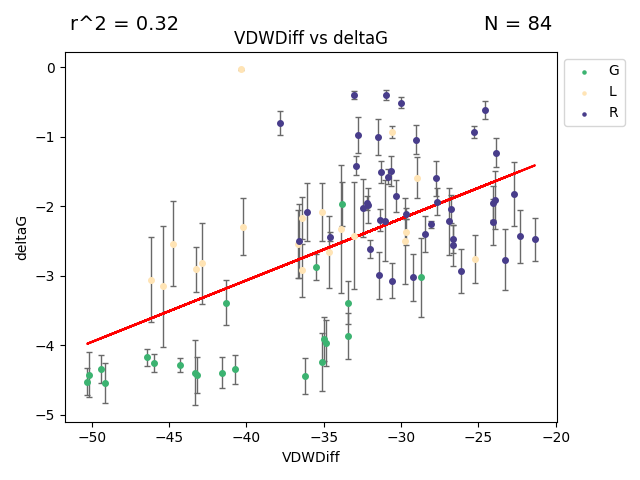 r^2 = 0.32 N = 84
VDWDiff vs deltaG
G
L
R
0
−1
−2
−3
−4
−5
deltaG
−50 −45 −40 −35 −30 −25 −20
VDWDiff